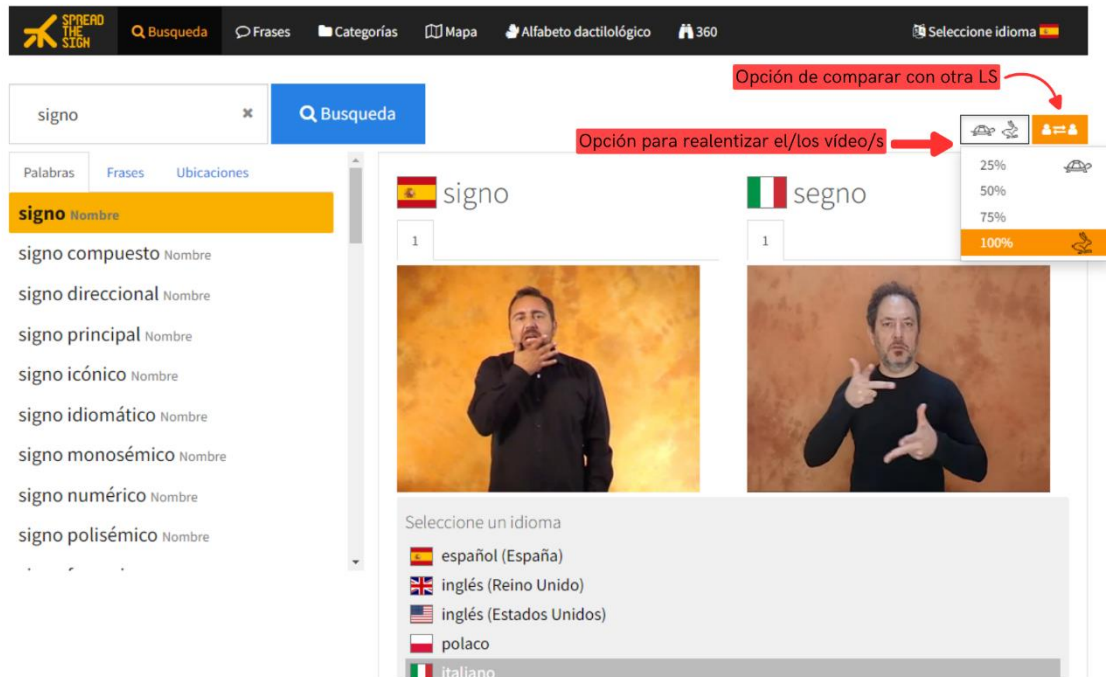 SPREAD
THE
SIGN
Busqueda
Frases
Categorías
Mapa
Alfabeto dactilológico
360
Seleccione idioma
Opción de comparar con otra LS
signo
Busqueda
Opción para realentizar el/los vídeo/s
Palabras
Frases
Ubicaciones
25%
50%
75%
100%
signo Nombre
signo compuesto Nombre
signo direccional Nombre
signo principal Nombre
signo icónico Nombre
signo idiomático Nombre
signo monosémico Nombre
signo numérico Nombre
signo polisémico Nombre
signo
1
segno
1
Seleccione un idioma
español (España)
inglés (Reino Unido)
inglés (Estados Unidos)
polaco
italiano